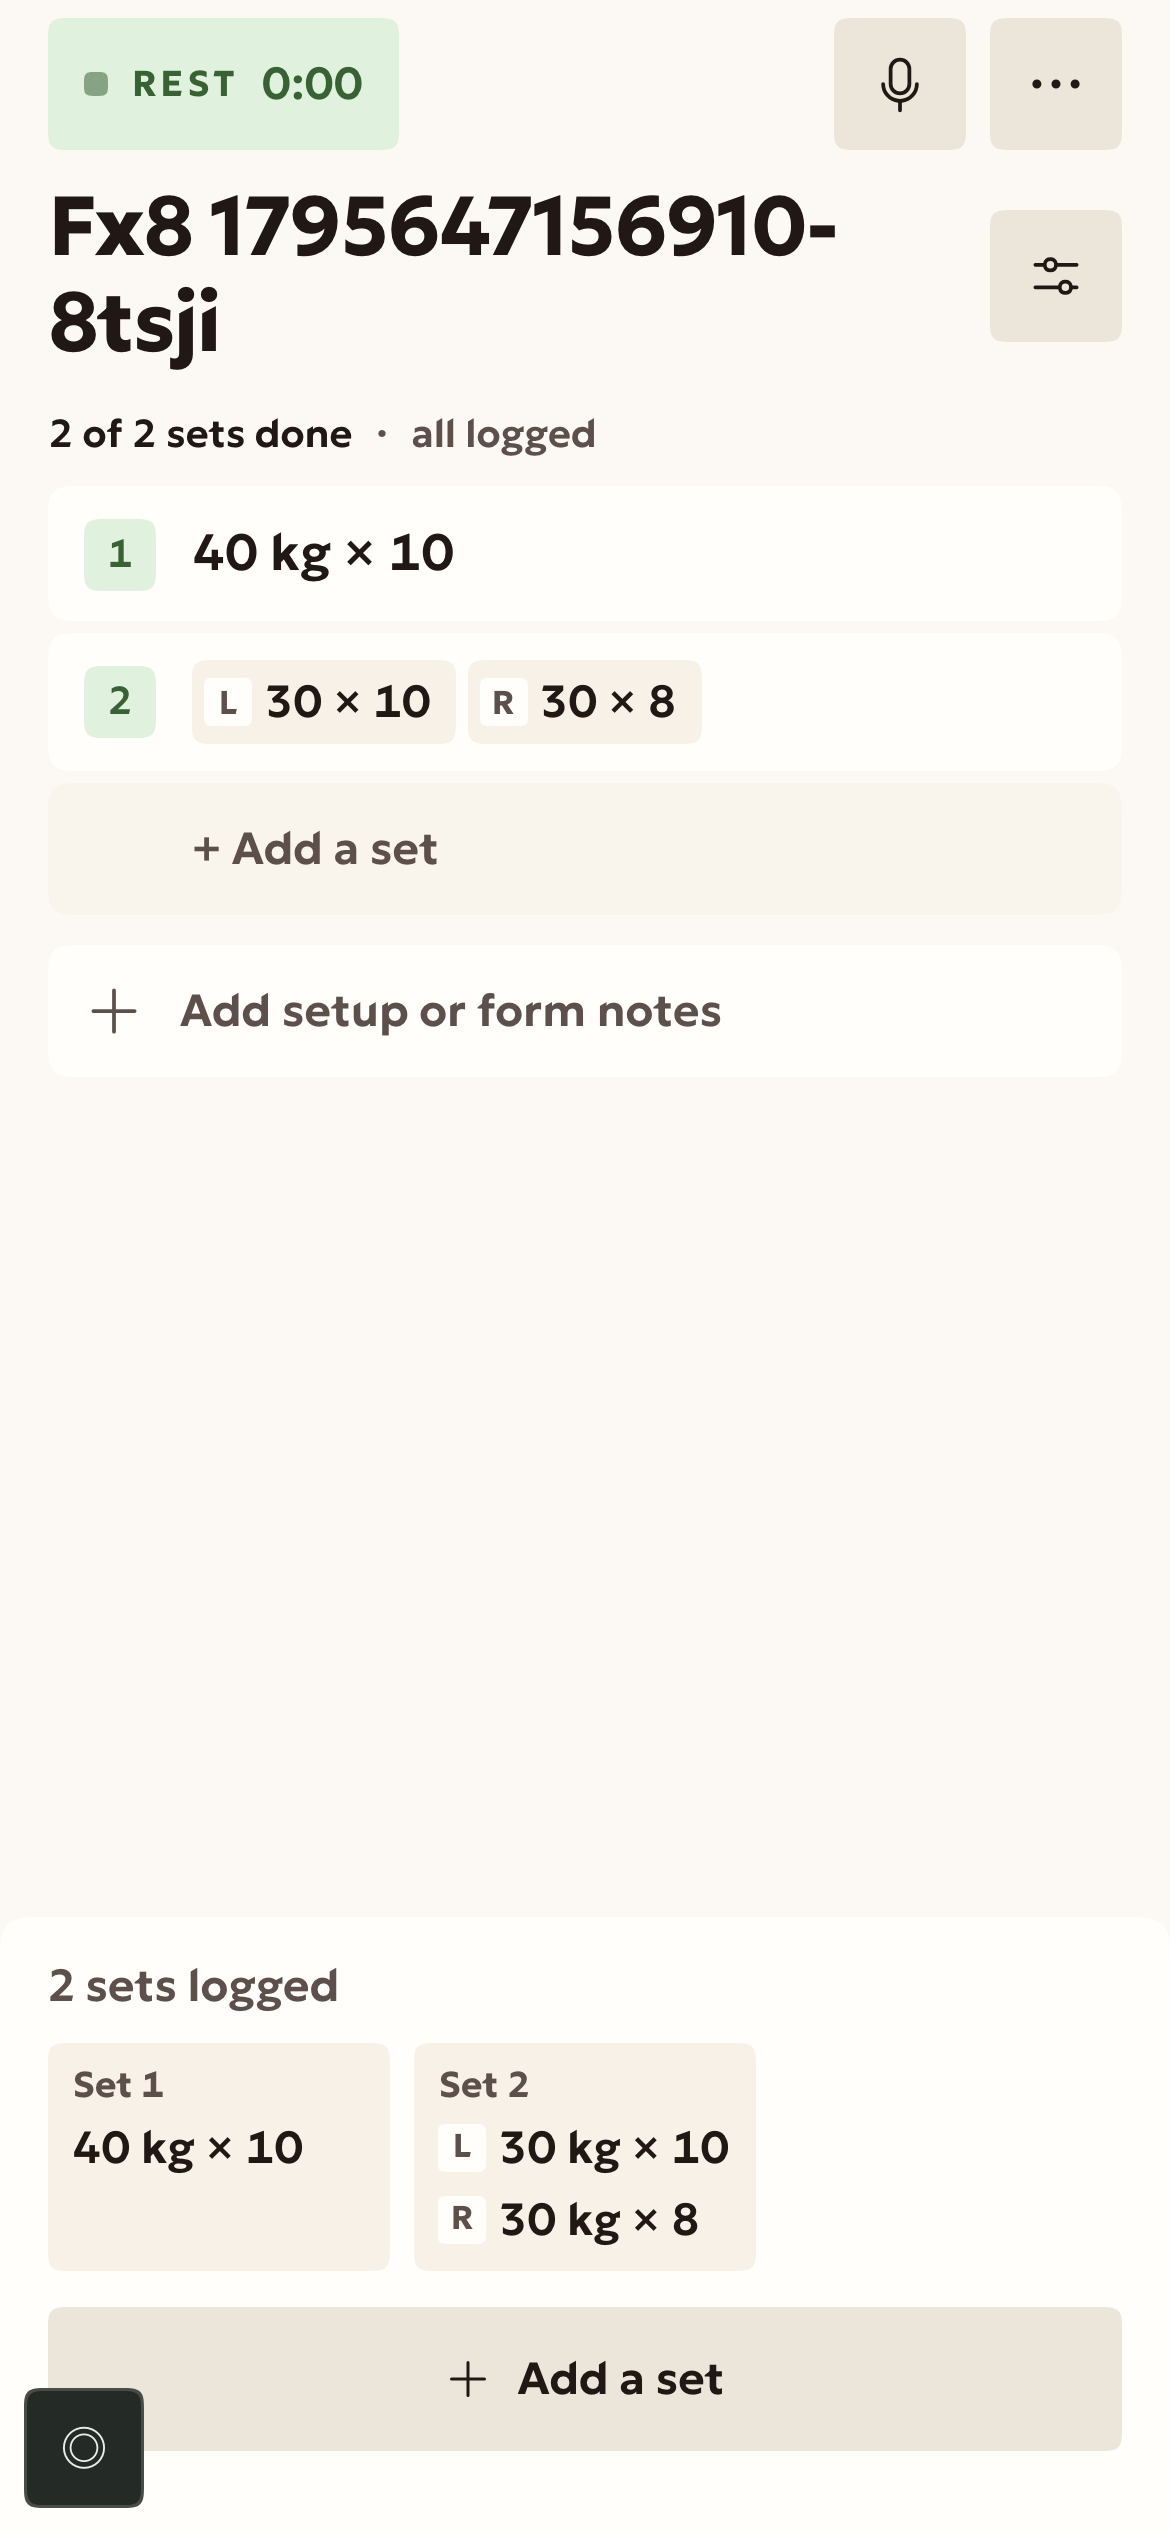 REST 0:00
Fx8 1795647156910-
8tsji
2 of 2 sets done · all logged
1 40 kg × 10
2 L 30 × 10 R 30 × 8
+ Add a set
Add setup or form notes
2 sets logged
Set 1
40 kg × 10
Set 2
L 30 kg × 10
R 30 kg × 8
Add a set